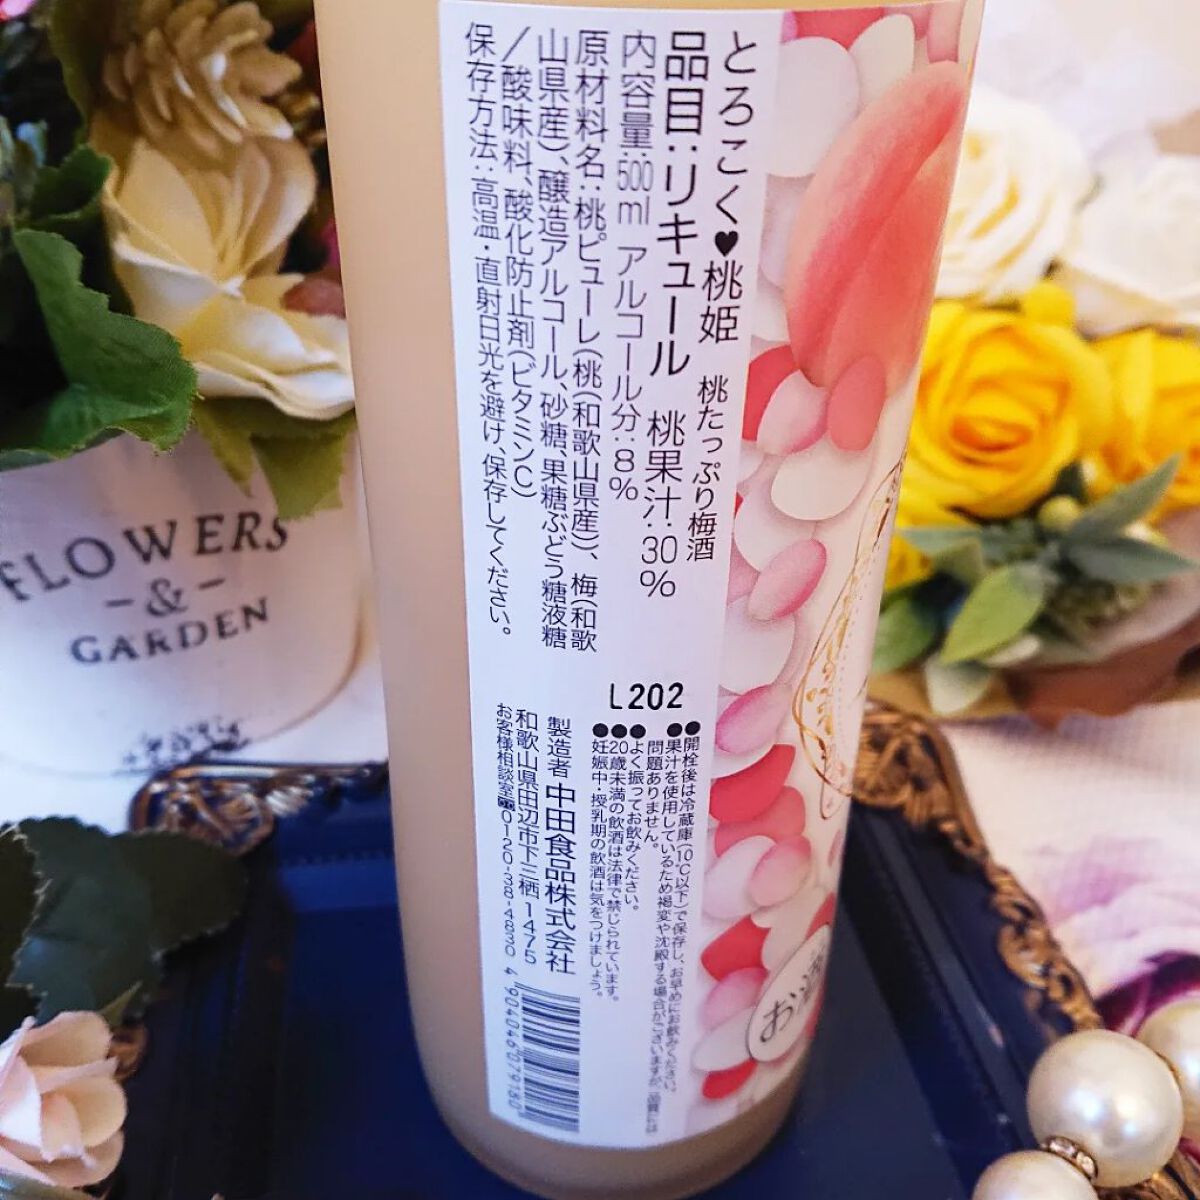 とろこく♥桃姫 桃たっぷり梅酒
品目:リキュール 桃果汁:30%
内容量:500ml アルコール分:8%
原材料名:桃ピューレ(桃(和歌山県産)、梅(和歌
山県産)、醸造アルコール、砂糖、果糖ぶどう糖液糖
/酸味料、酸化防止剤(ビタミンC)
保存方法:高温・直射日光を避け、保存してください。
L202
●開栓後は冷蔵庫(10℃以下)で保存し、お早めにお飲みください。
●果汁を使用しているため褐変や沈殿する場合がございますが、品質には
問題ありません。
●よく振ってお飲みください。
●20歳未満の飲酒は法律で禁じられています。
●妊娠中・授乳期の飲酒は気をつけましょう。
製造者 中田食品株式会社
和歌山県田辺市下三栖1475
お客様相談室 0120-38-4830
4904046079180
お酒
FLOWERS
-&-
GARDEN